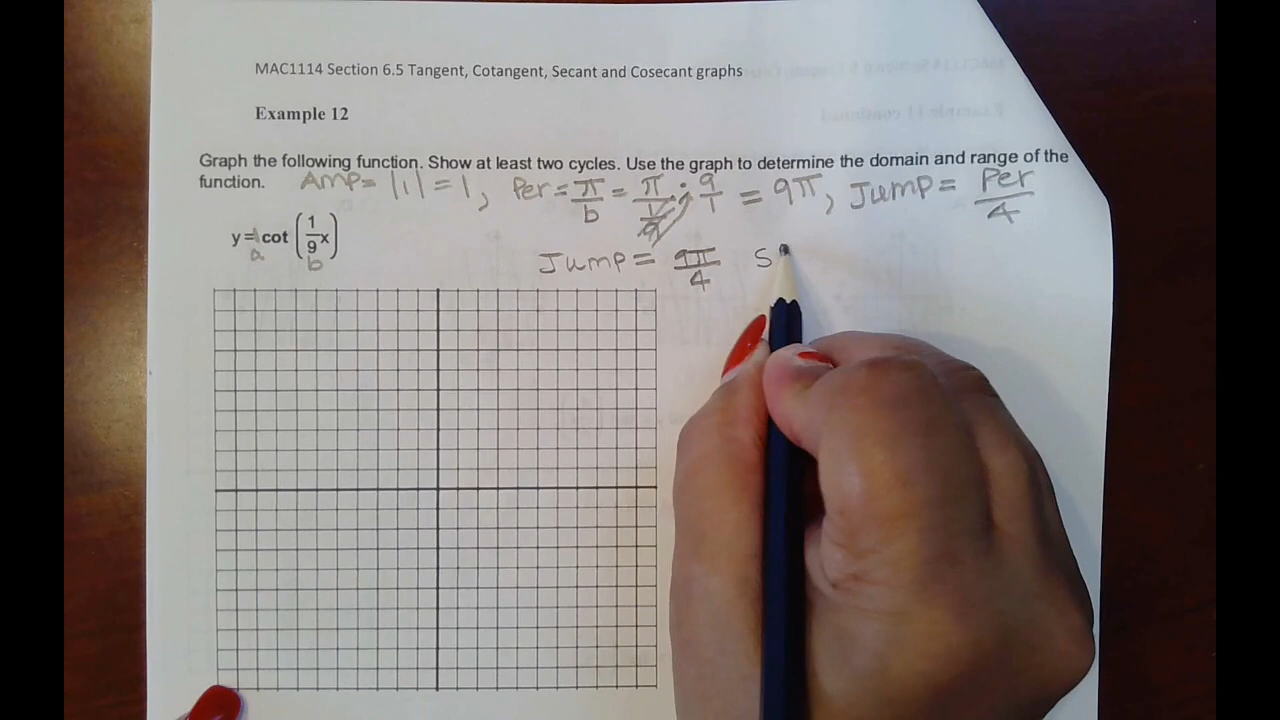 MAC1114 Section 6.5 Tangent, Cotangent, Secant and Cosecant graphs
Example 12
Graph the following function. Show at least two cycles. Use the graph to determine the domain and range of the
function. Amp = |1| = 1, Per = π/b = π/(1/9) · 9/1 = 9π, Jump = Per/4
y = 1 cot (1/9 x)
a b
Jump = 9π/4 S